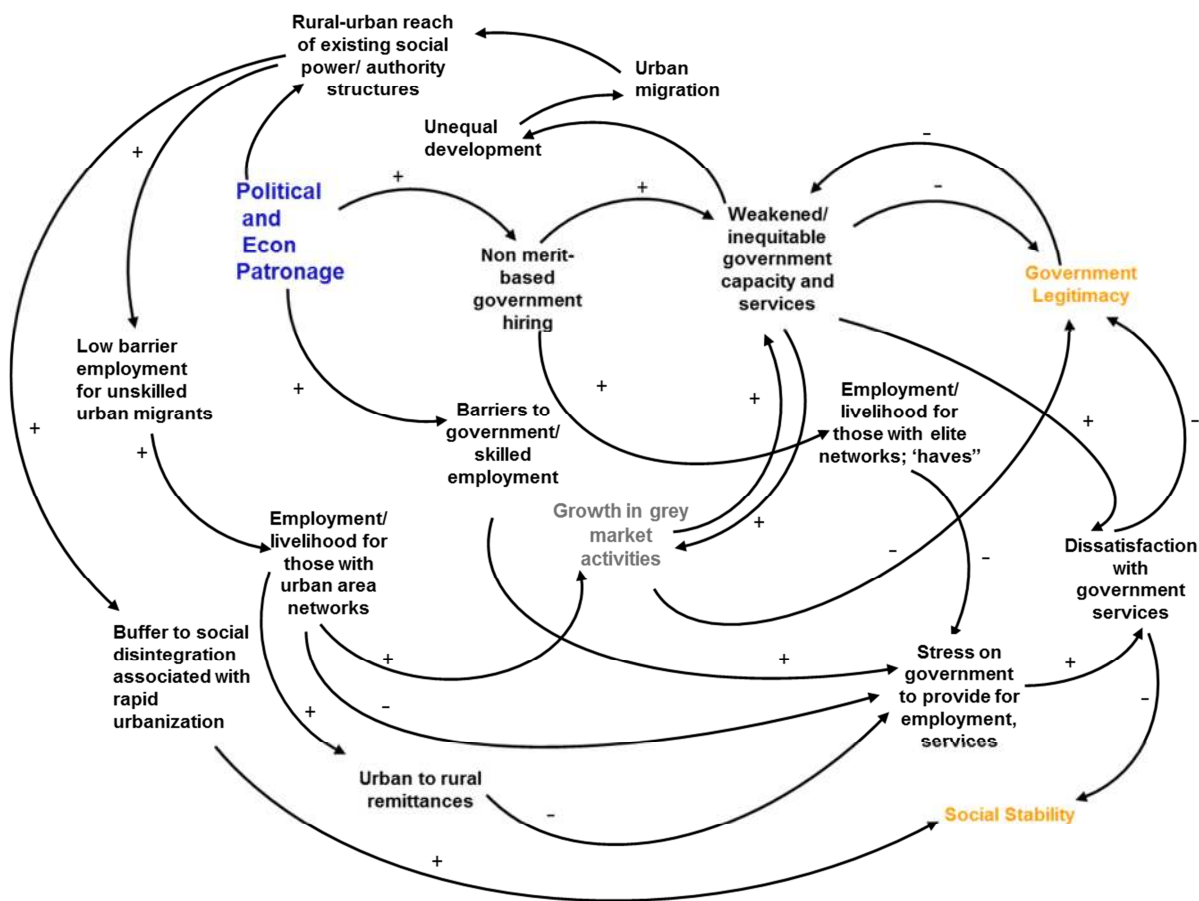 Rural-urban reach
of existing social
power/ authority
structures
Urban
migration
Unequal
development
–
+
+
+
–
Political
and
Econ
Patronage
Weakened/
inequitable
government
capacity and
services
Non merit-
based
government
hiring
Government
Legitimacy
Low barrier
employment
for unskilled
urban migrants
+
+
+
Employment/
livelihood for
those with elite
networks; ‘haves”
Barriers to
government/
skilled
employment
+
–
+
+
Growth in grey
market
activities
+
Employment/
livelihood for
those with
urban area
networks
–
–
Dissatisfaction
with
government
services
Buffer to social
disintegration
associated with
rapid
urbanization
Stress on
government
to provide for
employment,
services
+
+
+
–
–
+
Urban to rural
remittances
–
Social Stability
+